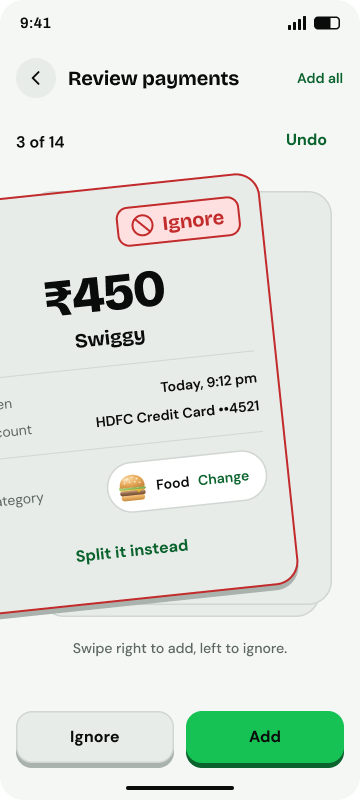 9:41
Review payments
Add all
3 of 14
Undo
Ignore
₹450
Swiggy
Today, 9:12 pm
HDFC Credit Card ••4521
Food Change
Split it instead
Swipe right to add, left to ignore.
Ignore
Add